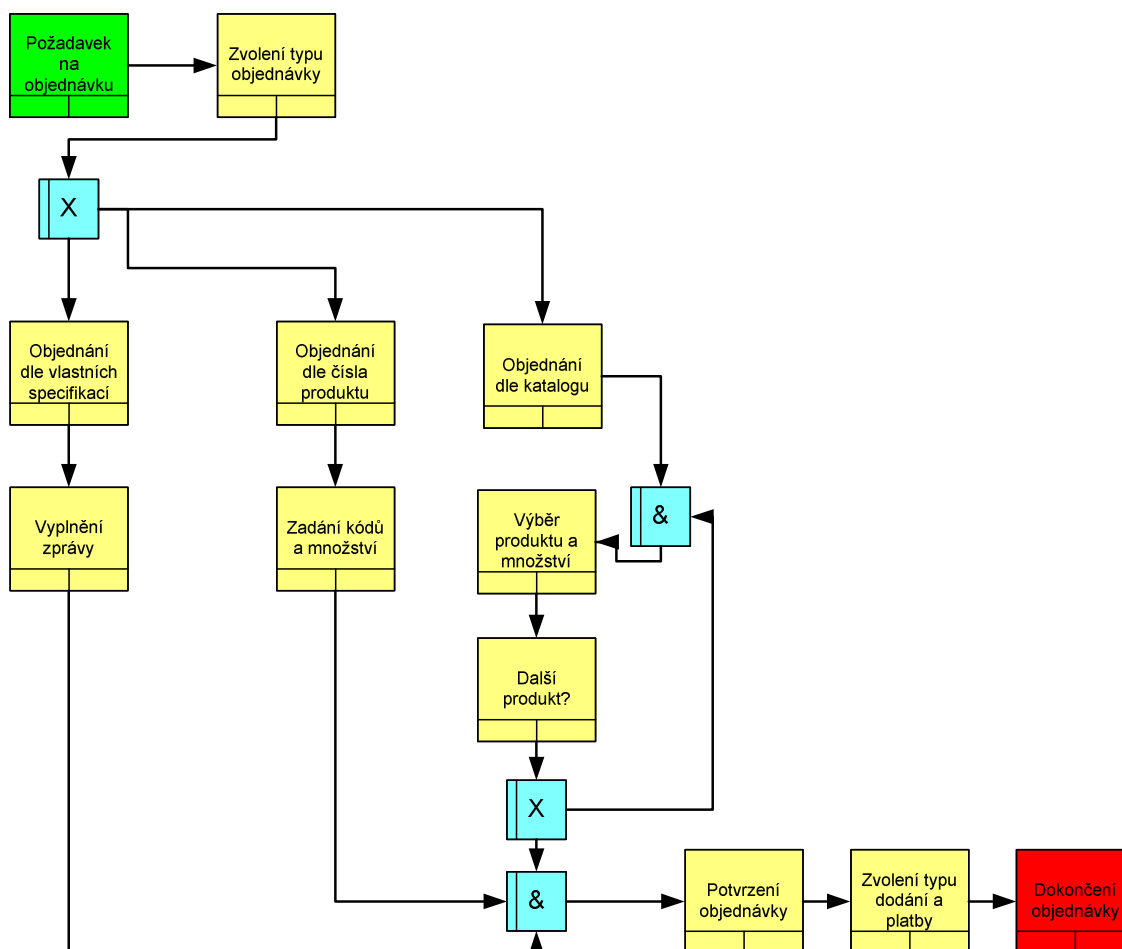 Požadavek
na
objednávku
Zvolení typu
objednávky
X
Objednání
dle vlastních
specifikací
Objednání
dle čísla
produktu
Objednání
dle katalogu
Vyplnění
zprávy
Zadání kódů
a množství
Výběr
produktu a
množství
&
Další
produkt?
X
&
Potvrzení
objednávky
Zvolení typu
dodání a
platby
Dokončení
objednávky